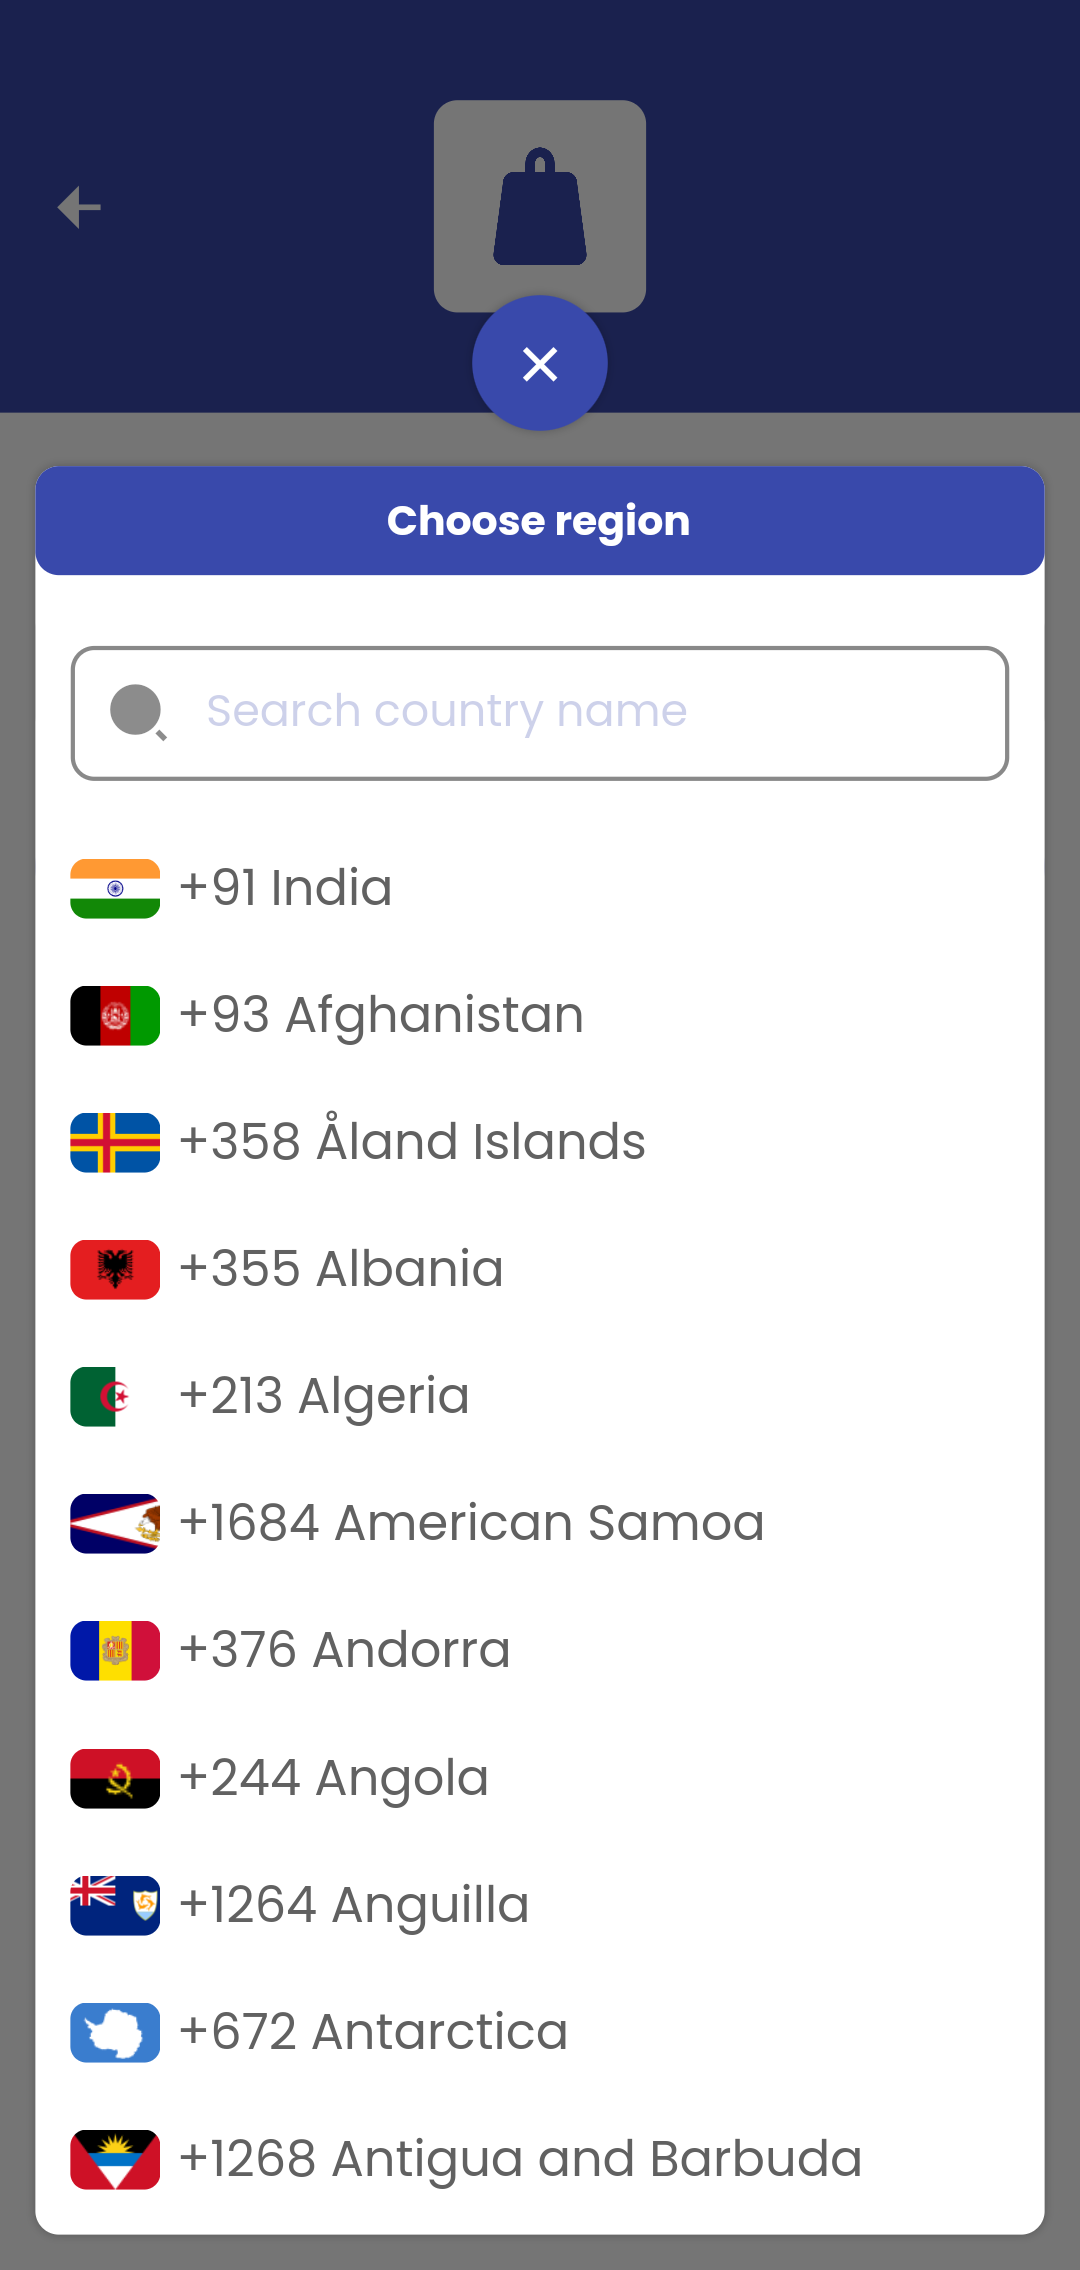 Choose region
Search country name
+91 India
+93 Afghanistan
+358 Åland Islands
+355 Albania
+213 Algeria
+1684 American Samoa
+376 Andorra
+244 Angola
+1264 Anguilla
+672 Antarctica
+1268 Antigua and Barbuda